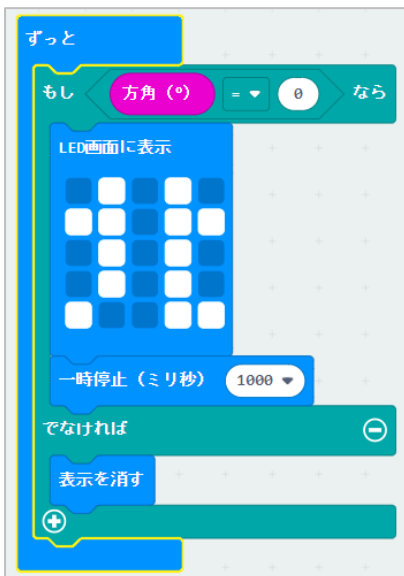 ずっと
もし 方角 (°) = 0 なら
LED画面に表示
一時停止 (ミリ秒) 1000
でなければ
表示を消す